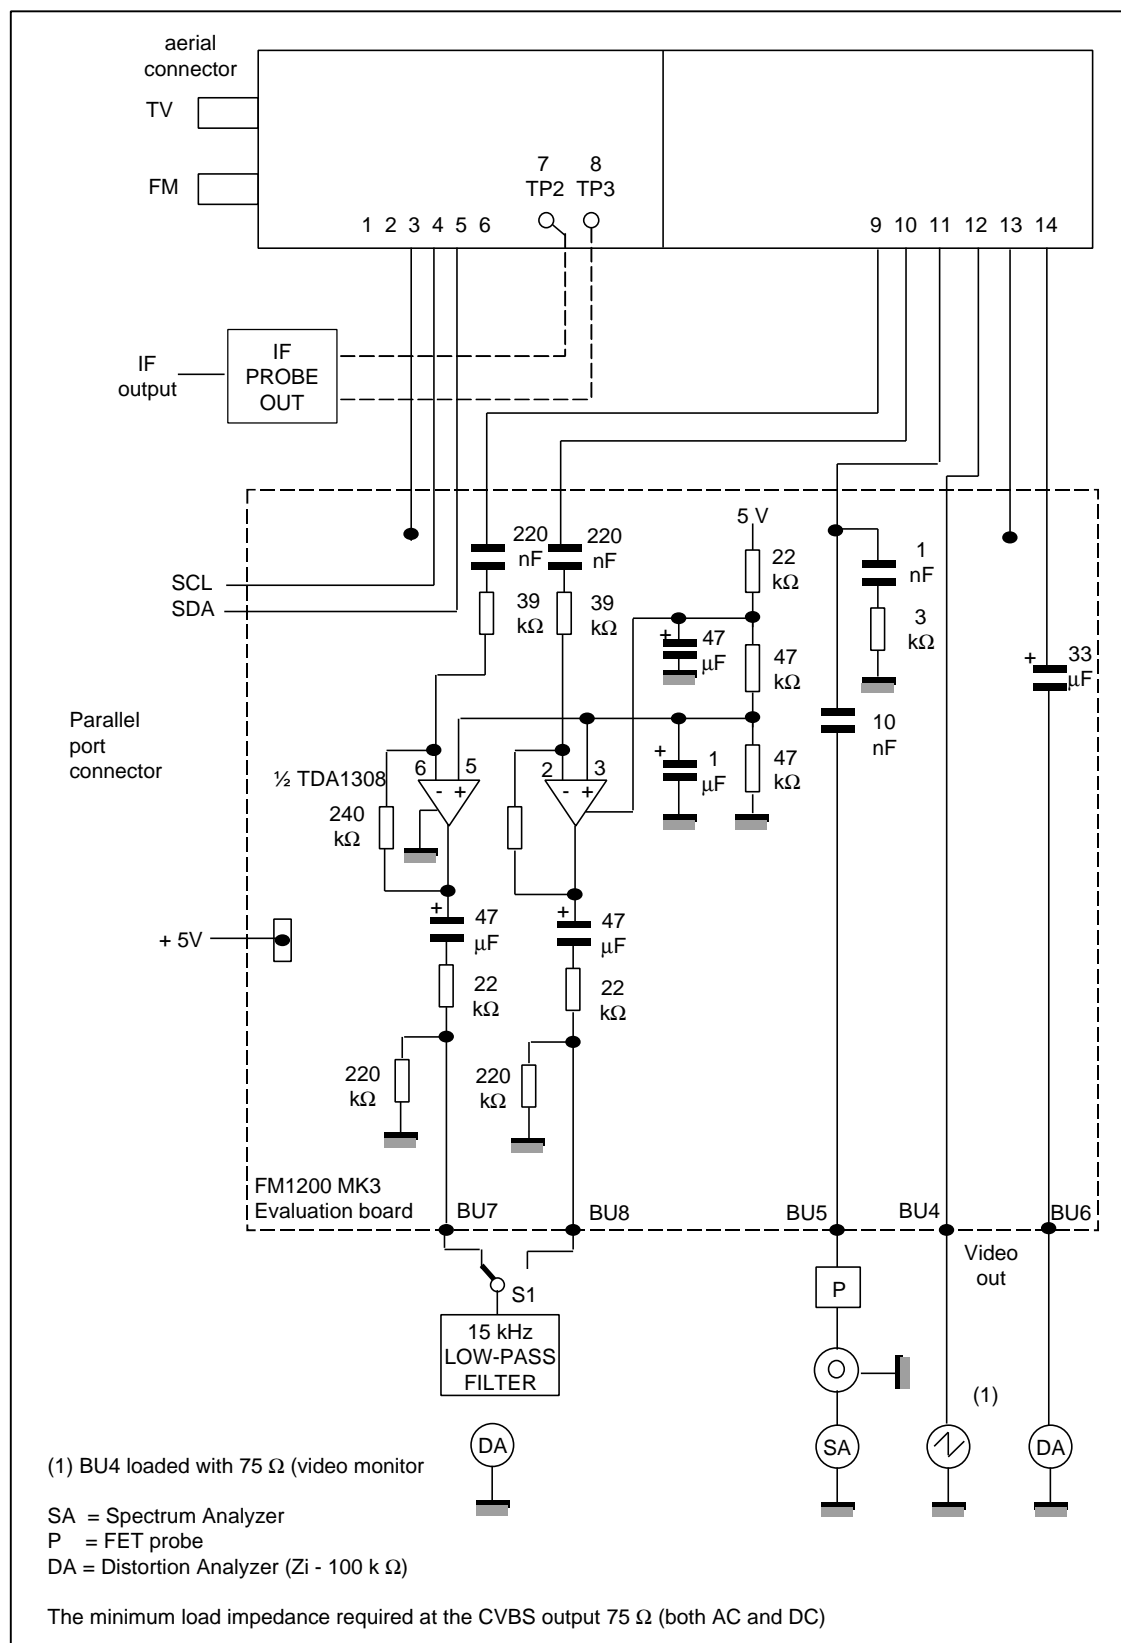 aerial
connector
TV
FM
7 8
TP2 TP3
1 2 3 4 5 6
9 10 11 12 13 14
IF
output
IF
PROBE
OUT
5 V
220
nF
220
nF
22
kΩ
1
nF
SCL
SDA
39
kΩ
39
kΩ
+
47
µF
47
kΩ
3
kΩ
+
33
µF
Parallel
port
connector
10
nF
½ TDA1308
6 5
- +
2 3
- +
+
1
µF
47
kΩ
240
kΩ
+
47
µF
+
47
µF
+ 5V
22
kΩ
22
kΩ
220
kΩ
220
kΩ
FM1200 MK3
Evaluation board
BU7
BU8
BU5
BU4
BU6
Video
out
S1
P
15 kHz
LOW-PASS
FILTER
(1)
DA
SA
DA
(1) BU4 loaded with 75 Ω (video monitor
SA = Spectrum Analyzer
P = FET probe
DA = Distortion Analyzer (Zi - 100 k Ω)
The minimum load impedance required at the CVBS output 75 Ω (both AC and DC)